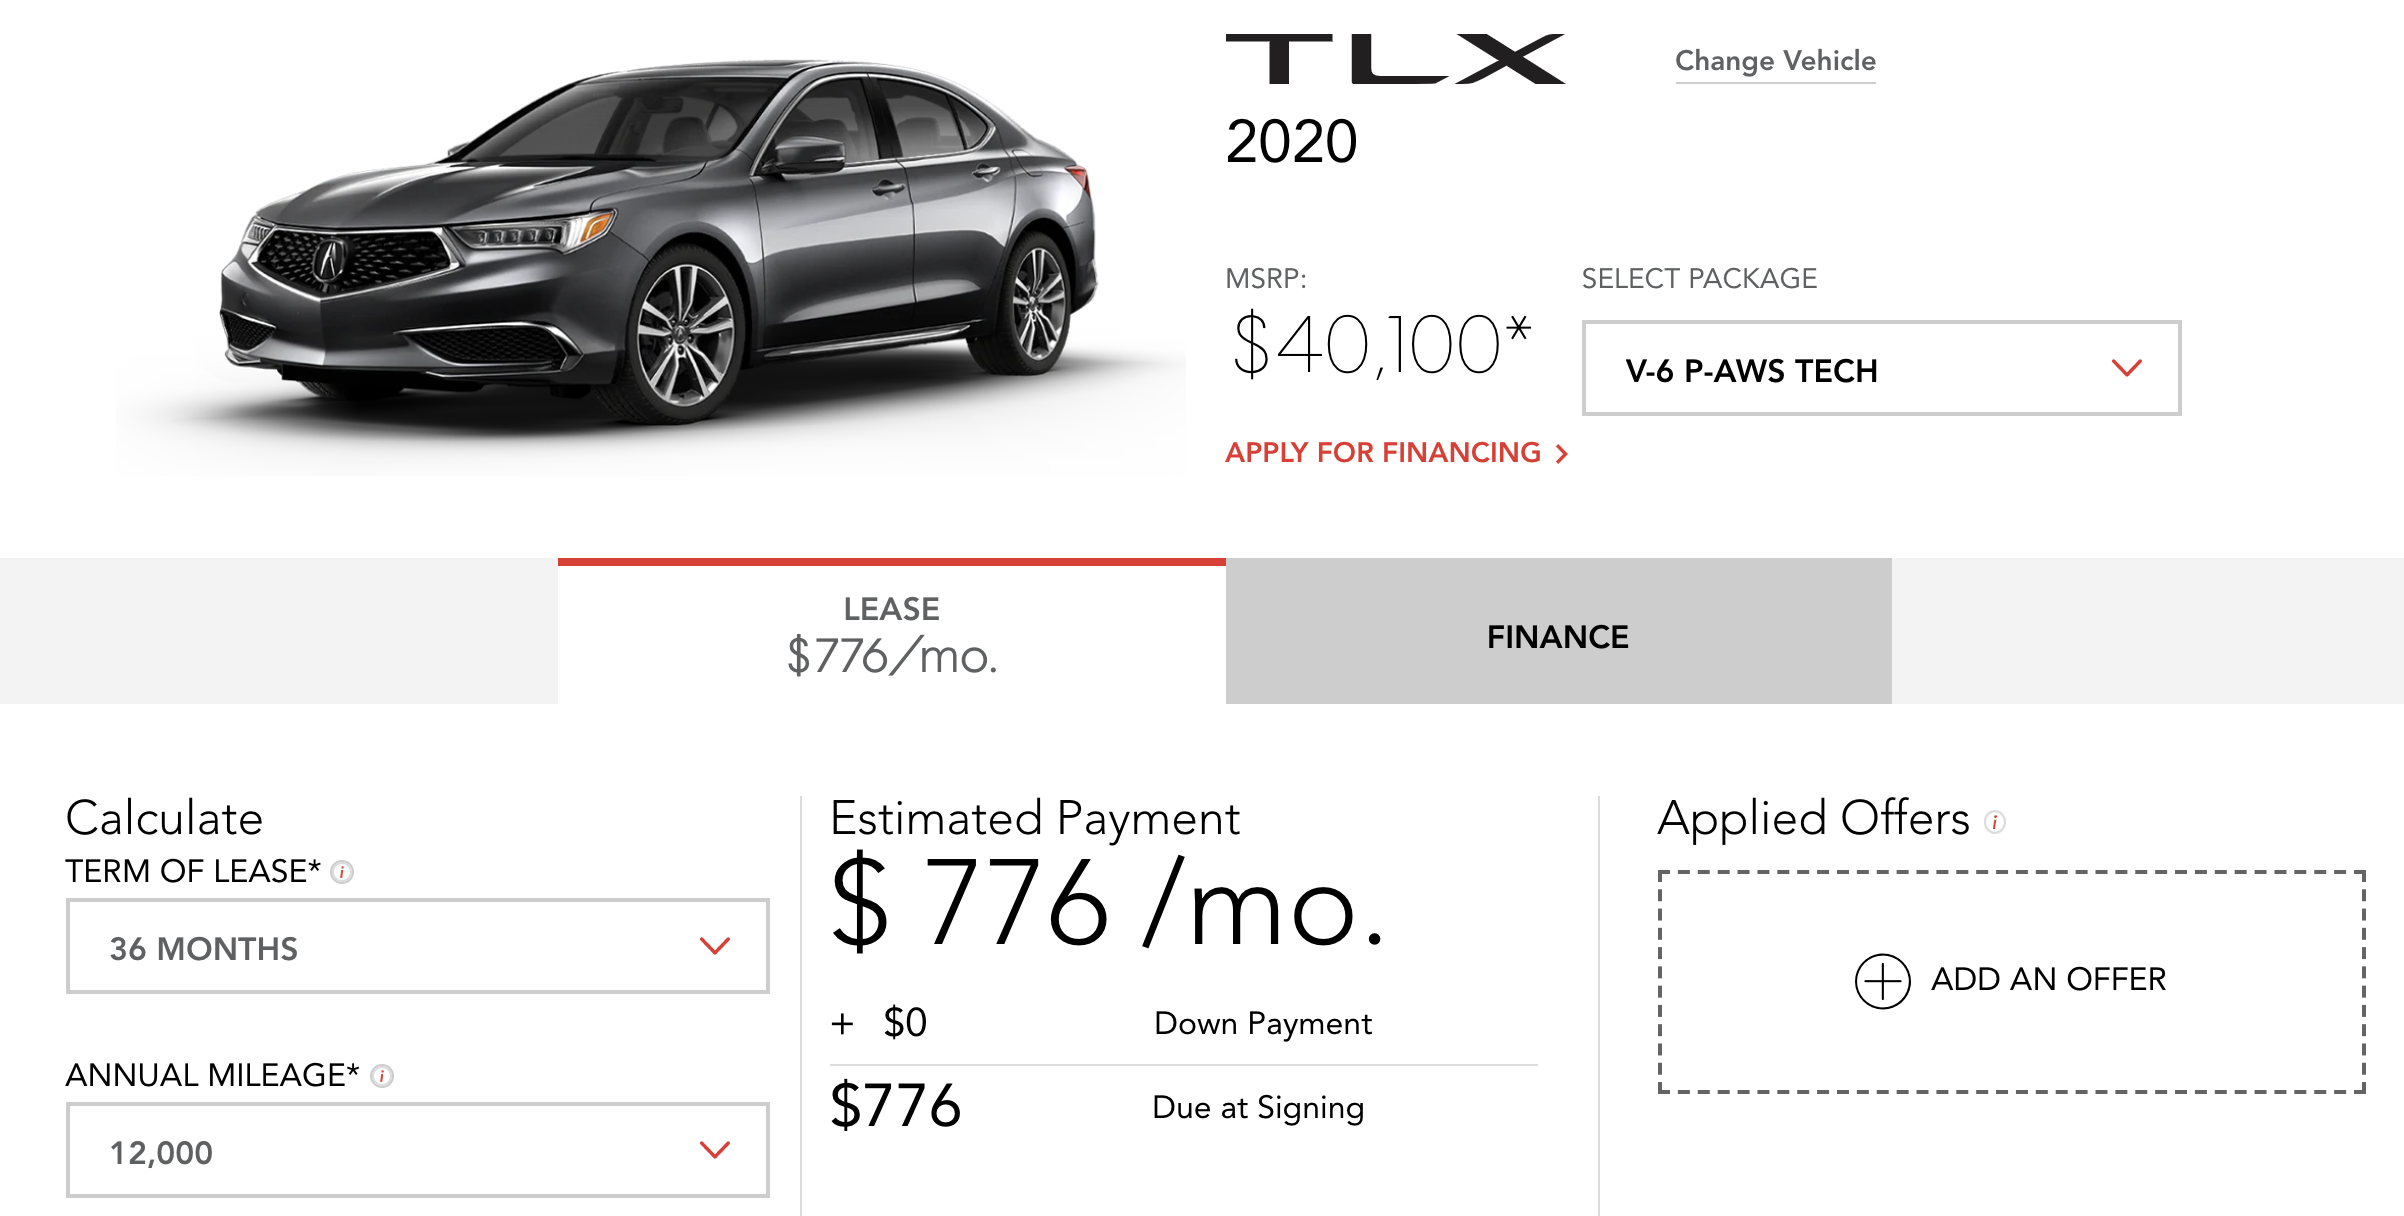 TLX
Change Vehicle
2020
MSRP:
SELECT PACKAGE
$40,100*
V-6 P-AWS TECH
APPLY FOR FINANCING
LEASE
$776/mo.
FINANCE
Calculate
TERM OF LEASE*
36 MONTHS
ANNUAL MILEAGE*
12,000
Estimated Payment
$ 776 /mo.
+ $0 Down Payment
$776 Due at Signing
Applied Offers
ADD AN OFFER